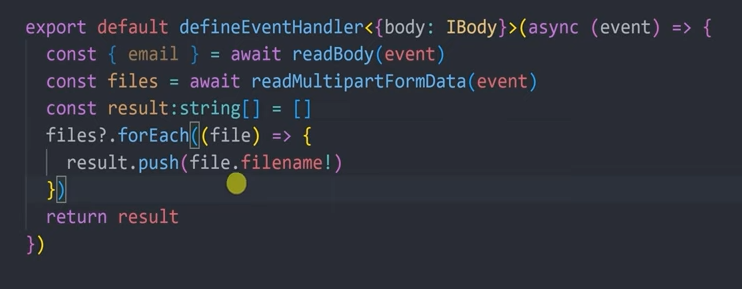 export default defineEventHandler<{body: IBody}>(async (event) => {
const { email } = await readBody(event)
const files = await readMultipartFormData(event)
const result:string[] = []
files?.forEach((file) => {
result.push(file.filename!)
})
return result
})